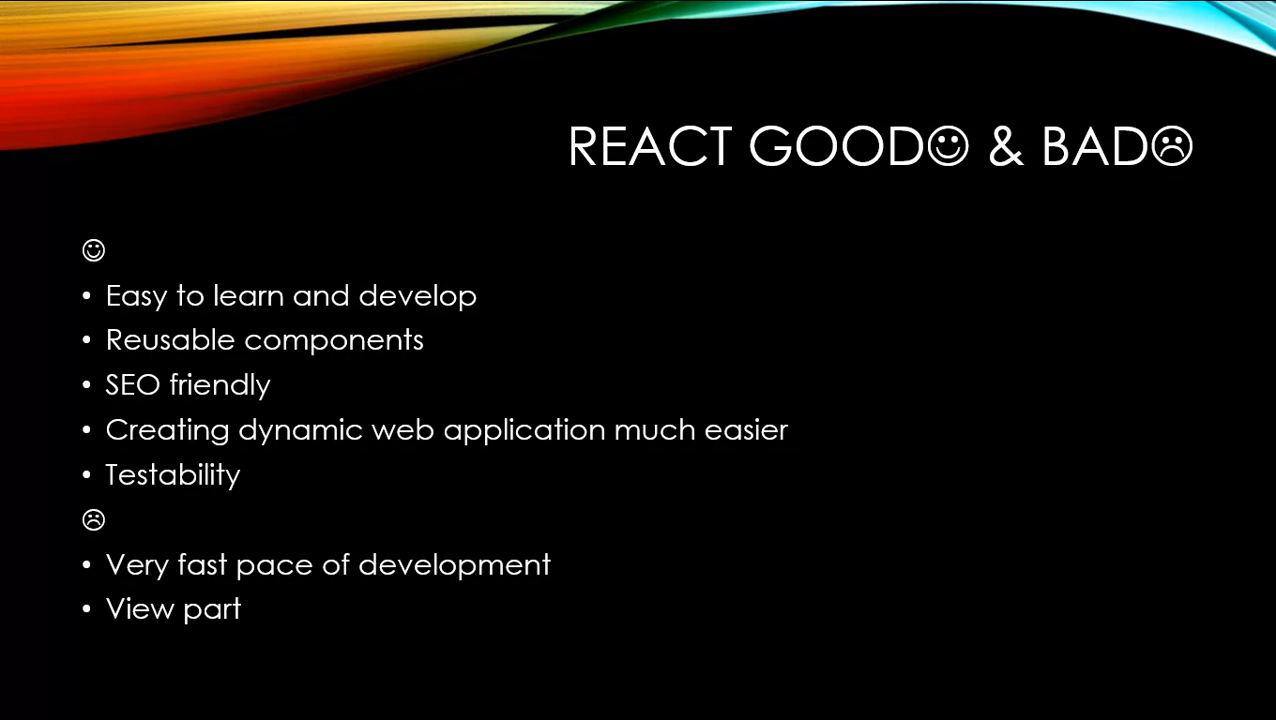 REACT GOOD☺ & BAD☹
☺
• Easy to learn and develop
• Reusable components
• SEO friendly
• Creating dynamic web application much easier
• Testability
☹
• Very fast pace of development
• View part